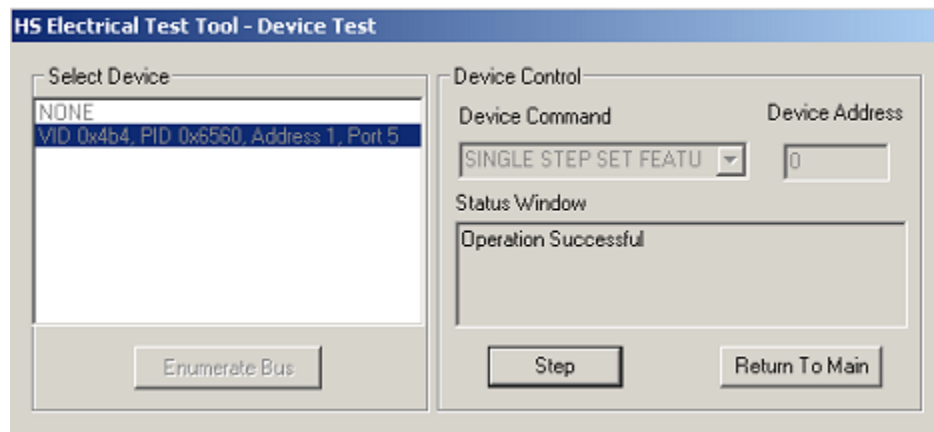 HS Electrical Test Tool - Device Test
Select Device
NONE
VID 0x4b4, PID 0x6560, Address 1, Port 5
Enumerate Bus
Device Control
Device Command
Device Address
SINGLE STEP SET FEATU
0
Status Window
Operation Successful
Step
Return To Main